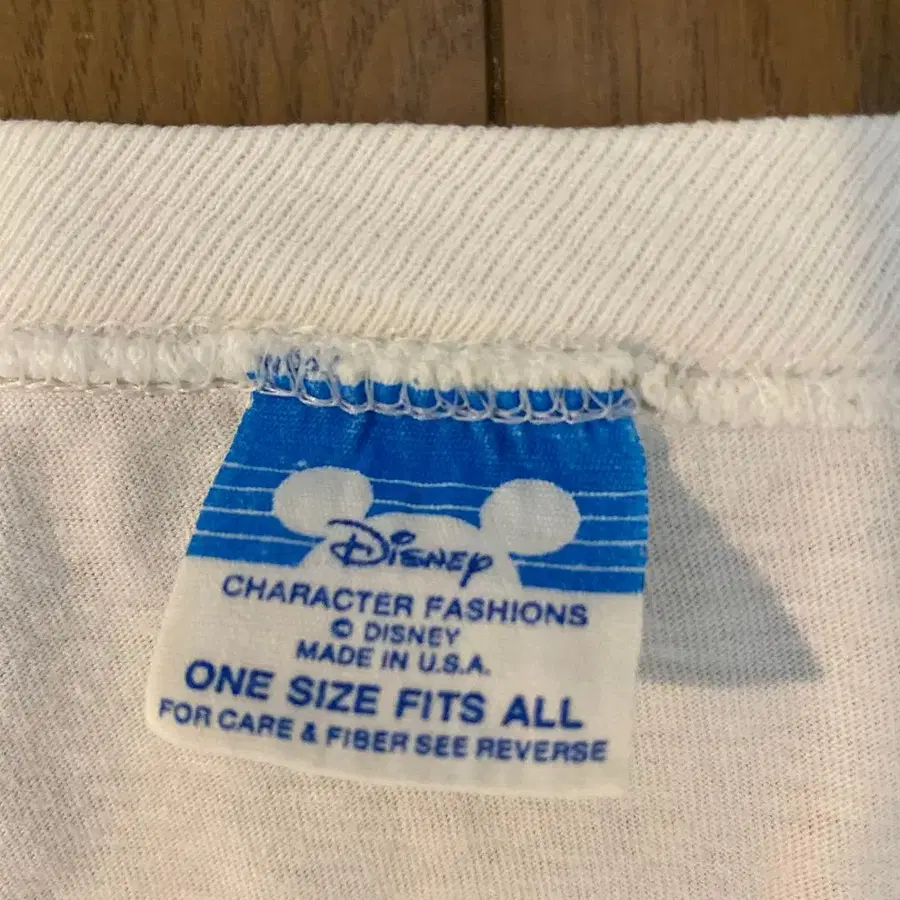 Disney
CHARACTER FASHIONS
© DISNEY
MADE IN U.S.A.
ONE SIZE FITS ALL
FOR CARE & FIBER SEE REVERSE